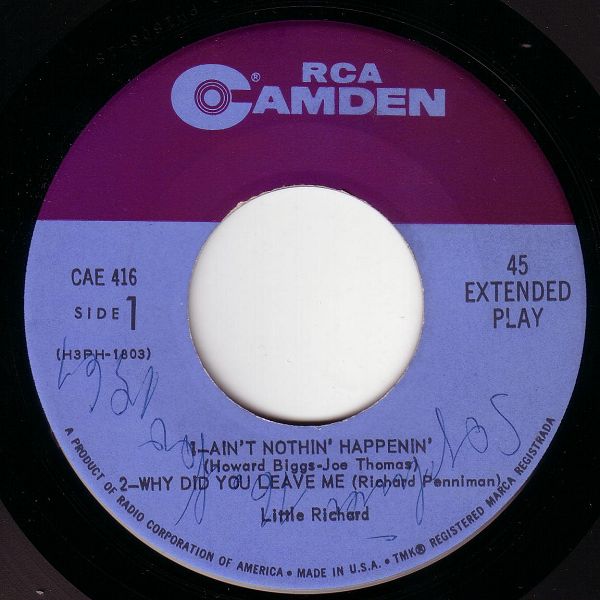 RCA
CAMDEN®
CAE 416
SIDE 1
(H3PH-1803)
45
EXTENDED
PLAY
1-AIN'T NOTHIN' HAPPENIN'
(Howard Biggs-Joe Thomas)
2-WHY DID YOU LEAVE ME (Richard Penniman)
Little Richard
A PRODUCT OF RADIO CORPORATION OF AMERICA • MADE IN U.S.A. • TMK® REGISTERED MARCA REGISTRADA